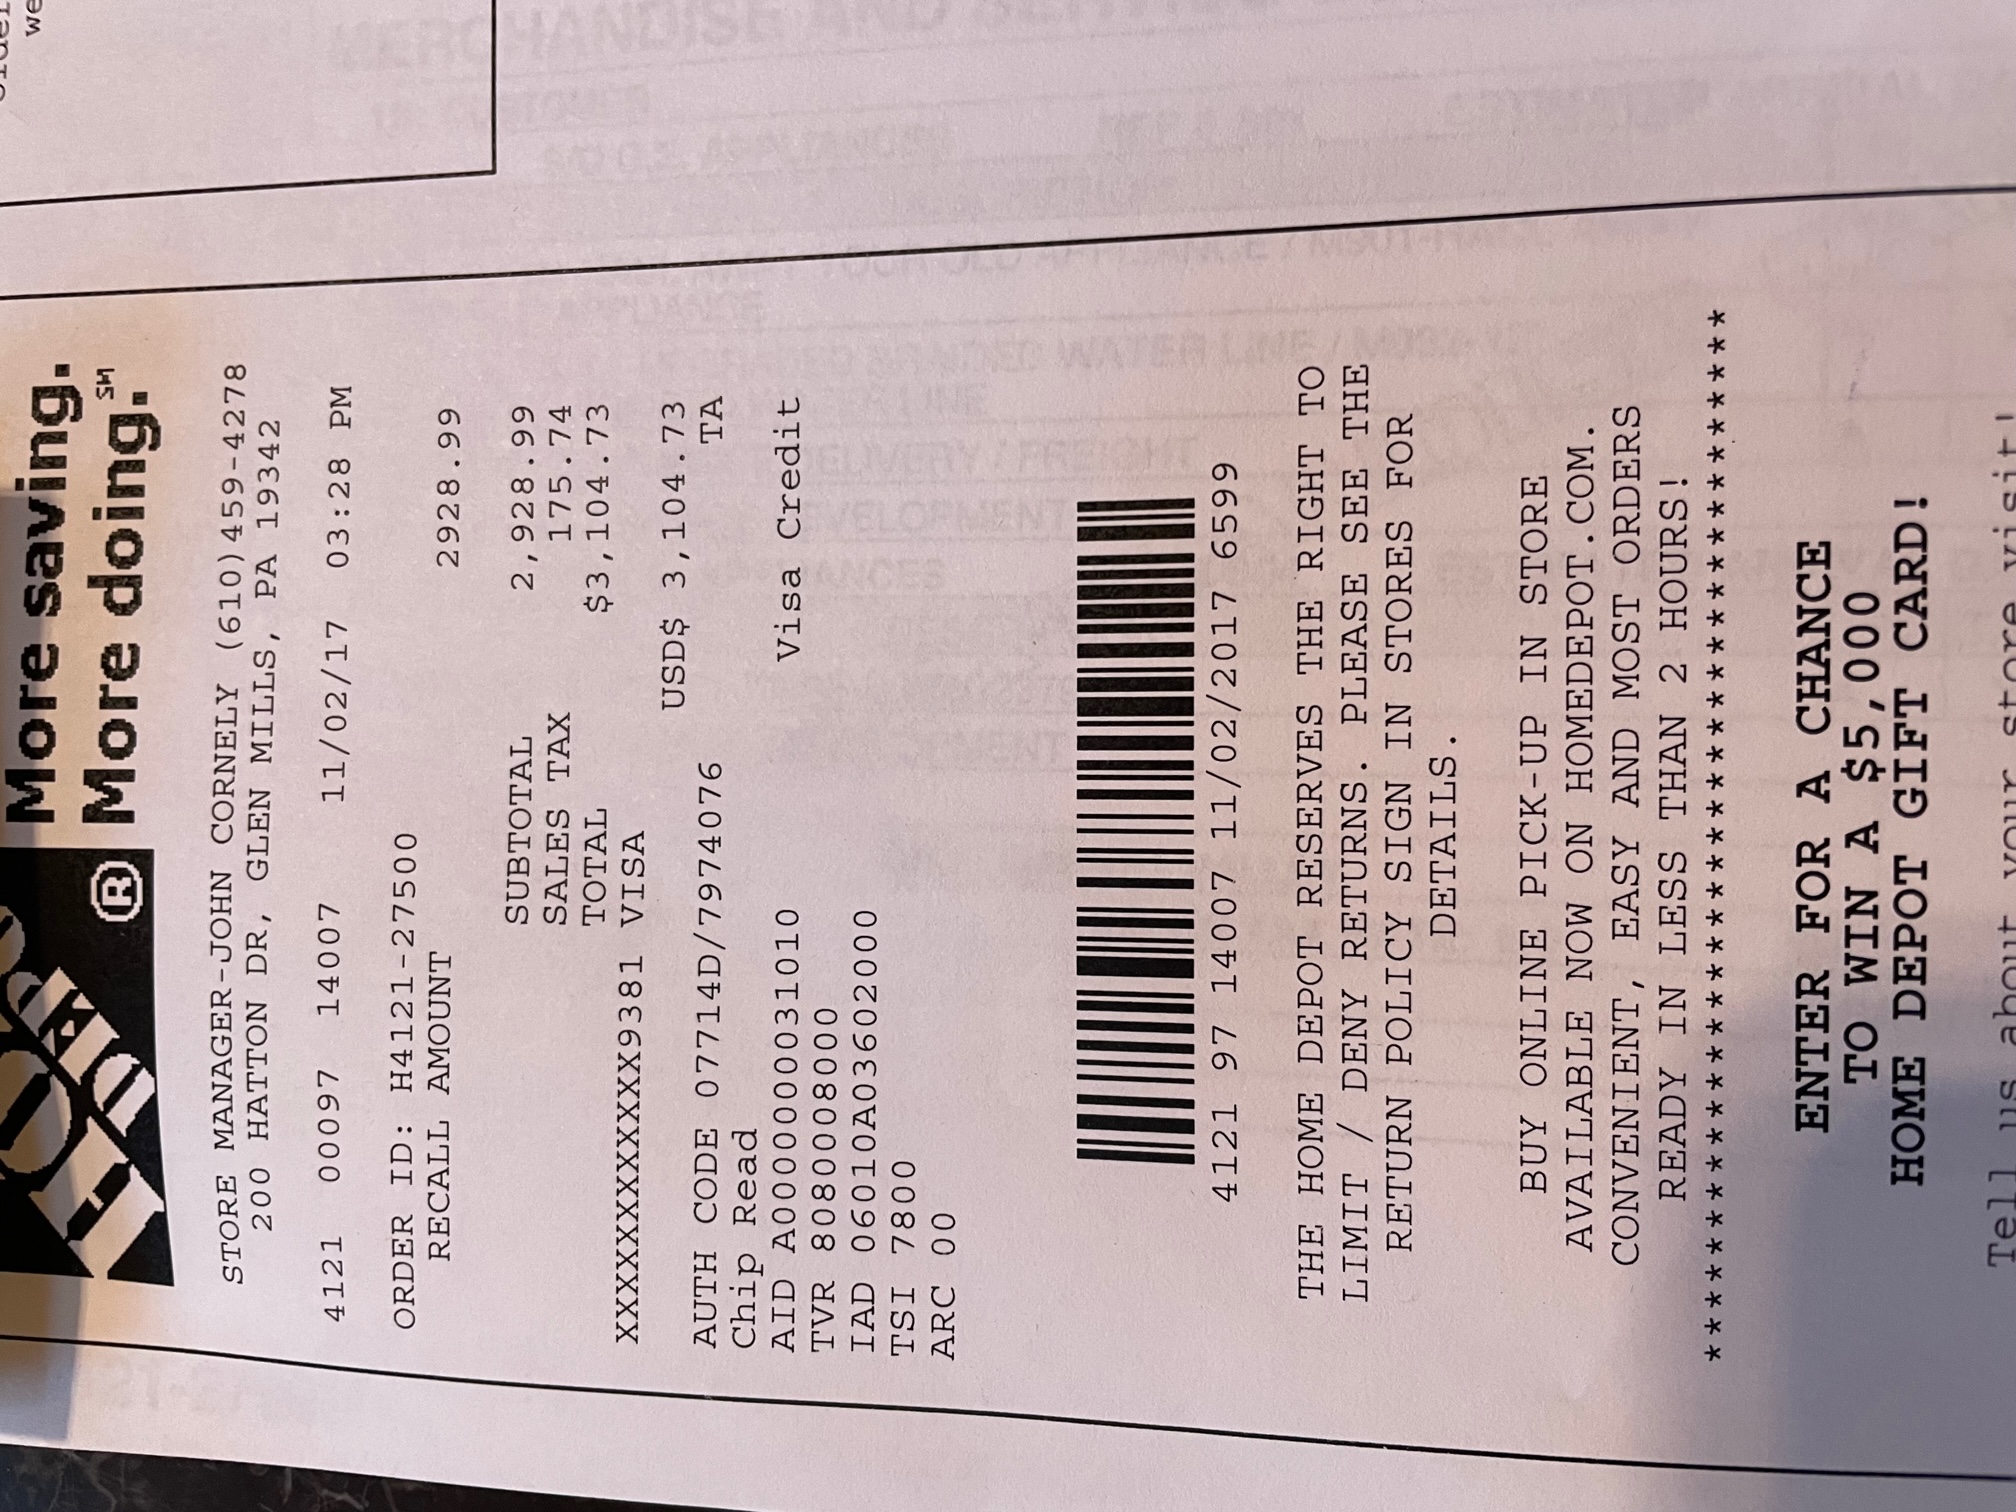 More saving.
More doing.℠
®
STORE MANAGER-JOHN CORNELY (610)459-4278
200 HATTON DR, GLEN MILLS, PA 19342
4121 00097 14007 11/02/17 03:28 PM
ORDER ID: H4121-27500
RECALL AMOUNT 2928.99
SUBTOTAL 2,928.99
SALES TAX 175.74
TOTAL $3,104.73
XXXXXXXXXXXX9381 VISA
USD$ 3,104.73
AUTH CODE 07714D/7974076 TA
Chip Read
AID A0000000031010 Visa Credit
TVR 8080008000
IAD 06010A03602000
TSI 7800
ARC 00
4121 97 14007 11/02/2017 6599
THE HOME DEPOT RESERVES THE RIGHT TO
LIMIT / DENY RETURNS. PLEASE SEE THE
RETURN POLICY SIGN IN STORES FOR
DETAILS.
BUY ONLINE PICK-UP IN STORE
AVAILABLE NOW ON HOMEDEPOT.COM.
CONVENIENT, EASY AND MOST ORDERS
READY IN LESS THAN 2 HOURS!
***************************************
ENTER FOR A CHANCE
TO WIN A $5,000
HOME DEPOT GIFT CARD!
Tell us about your store visit!